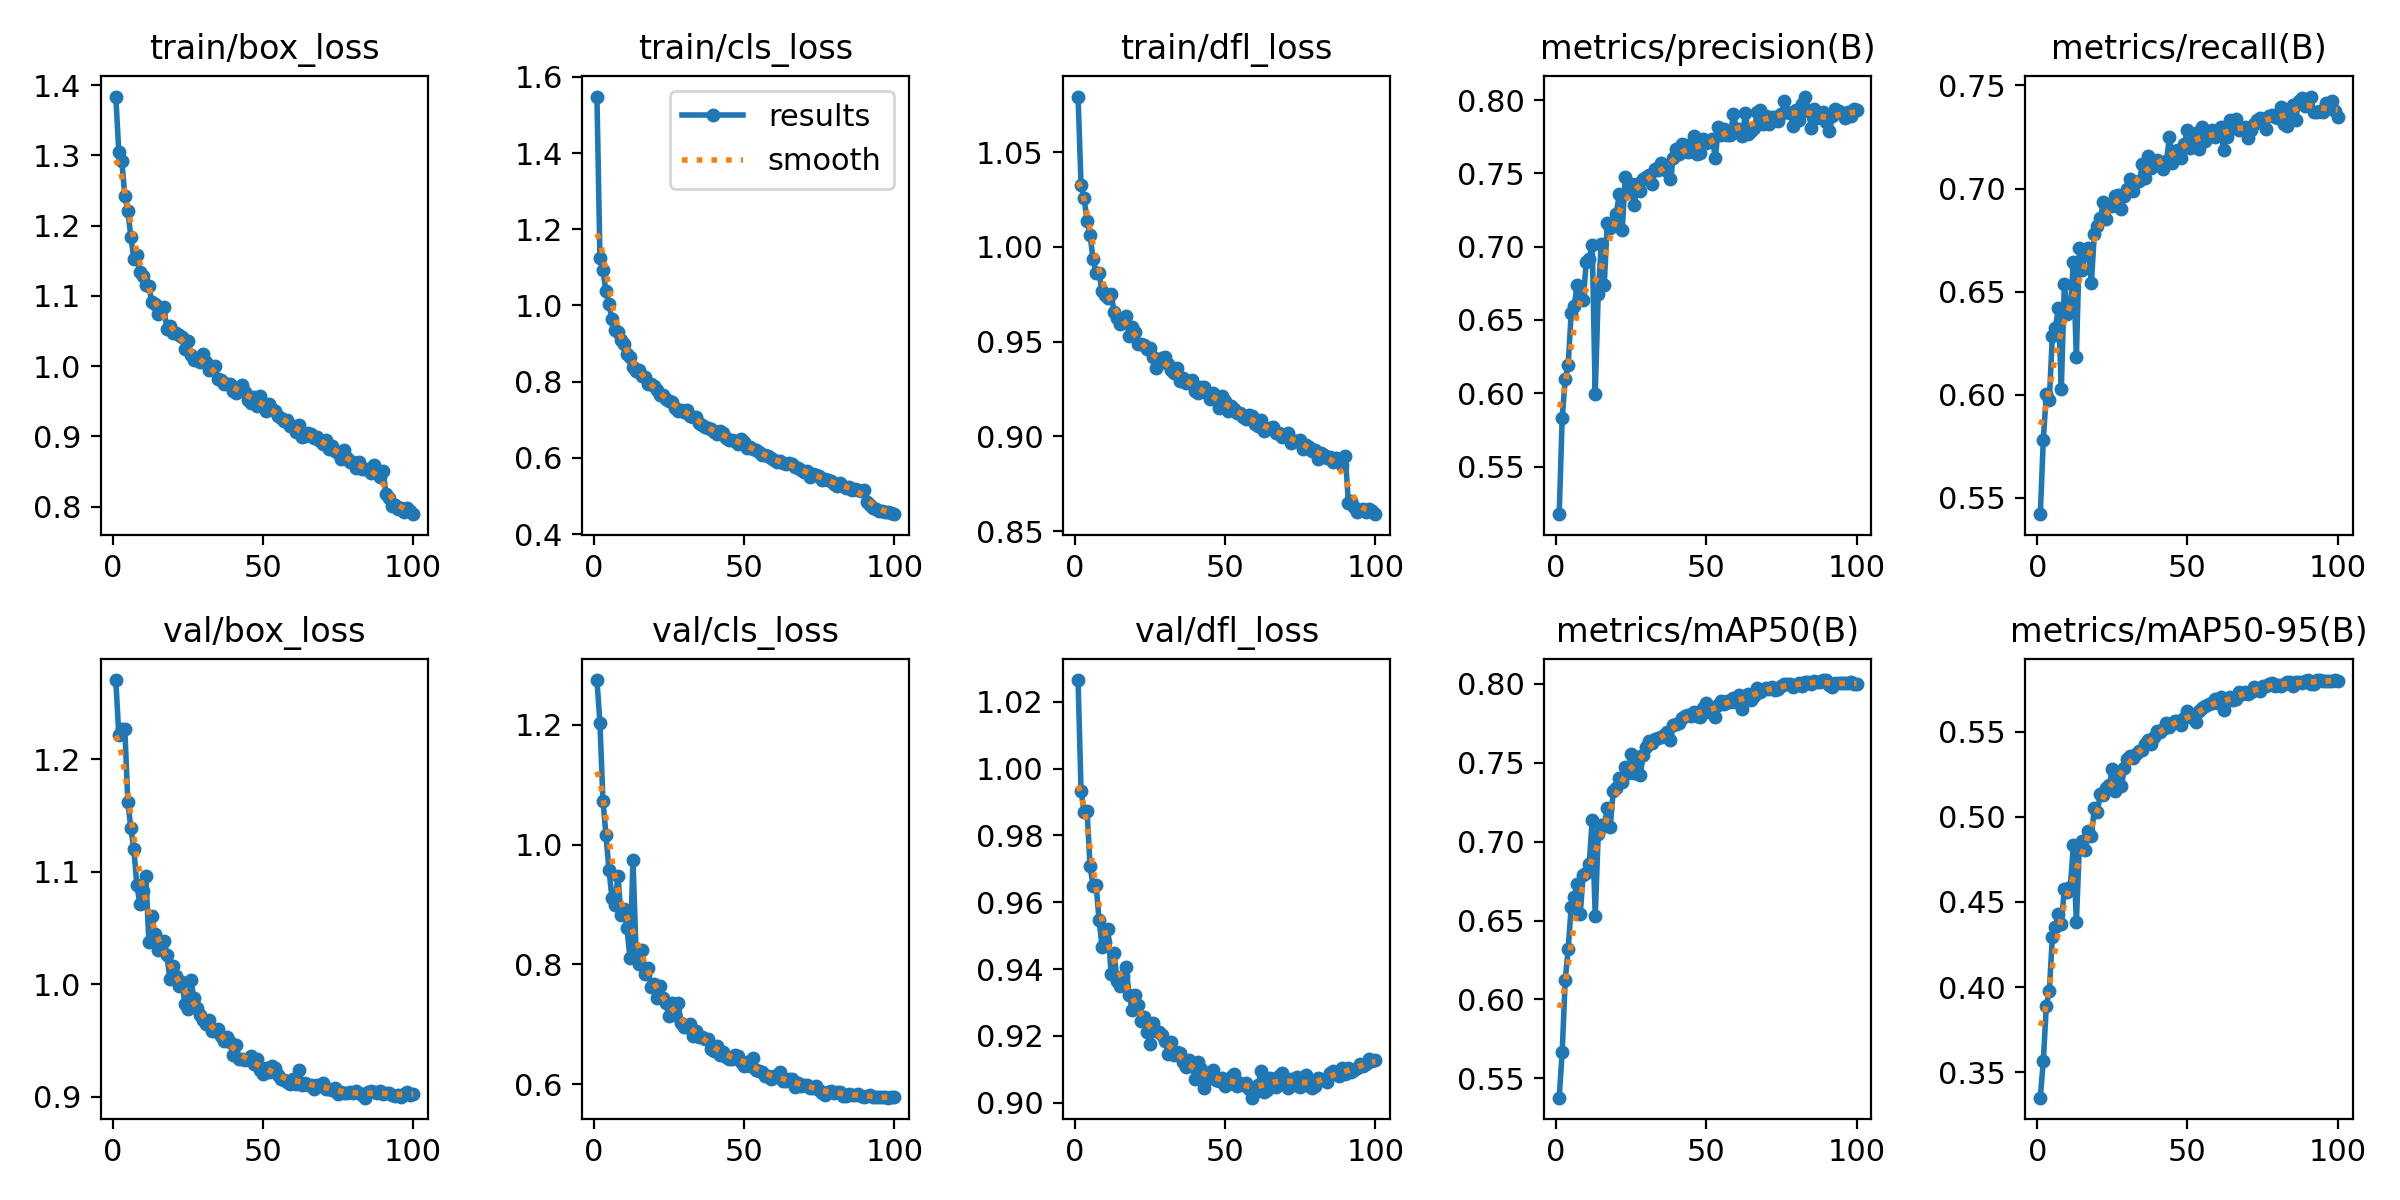 train/box_loss
1.4
1.3
1.2
1.1
1.0
0.9
0.8
0 50 100
train/cls_loss
results
smooth
1.6
1.4
1.2
1.0
0.8
0.6
0.4
0 50 100
train/dfl_loss
1.05
1.00
0.95
0.90
0.85
0 50 100
metrics/precision(B)
0.80
0.75
0.70
0.65
0.60
0.55
0 50 100
metrics/recall(B)
0.75
0.70
0.65
0.60
0.55
0 50 100
val/box_loss
1.2
1.1
1.0
0.9
0 50 100
val/cls_loss
1.2
1.0
0.8
0.6
0 50 100
val/dfl_loss
1.02
1.00
0.98
0.96
0.94
0.92
0.90
0 50 100
metrics/mAP50(B)
0.80
0.75
0.70
0.65
0.60
0.55
0 50 100
metrics/mAP50-95(B)
0.55
0.50
0.45
0.40
0.35
0 50 100